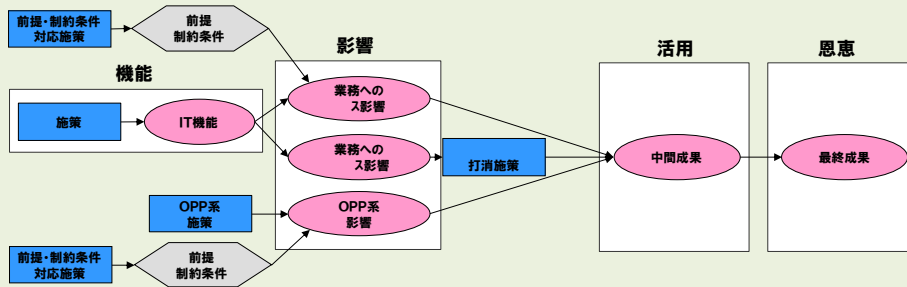 前提・制約条件
対応施策
前提
制約条件
影響
活用
恩恵
機能
施策
IT機能
業務への
ス影響
業務への
ス影響
打消施策
中間成果
最終成果
OPP系
施策
OPP系
影響
前提・制約条件
対応施策
前提
制約条件